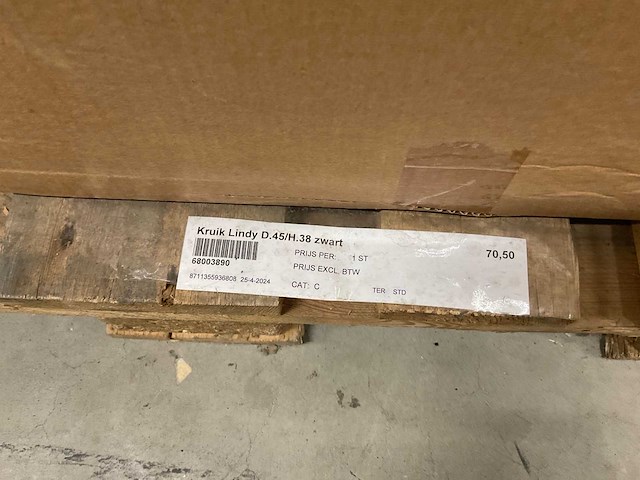 Kruik Lindy D.45/H.38 zwart
PRIJS PER: 1 ST 70,50
68003890
PRIJS EXCL. BTW
8711355936808 25-4-2024
CAT: C TER STD